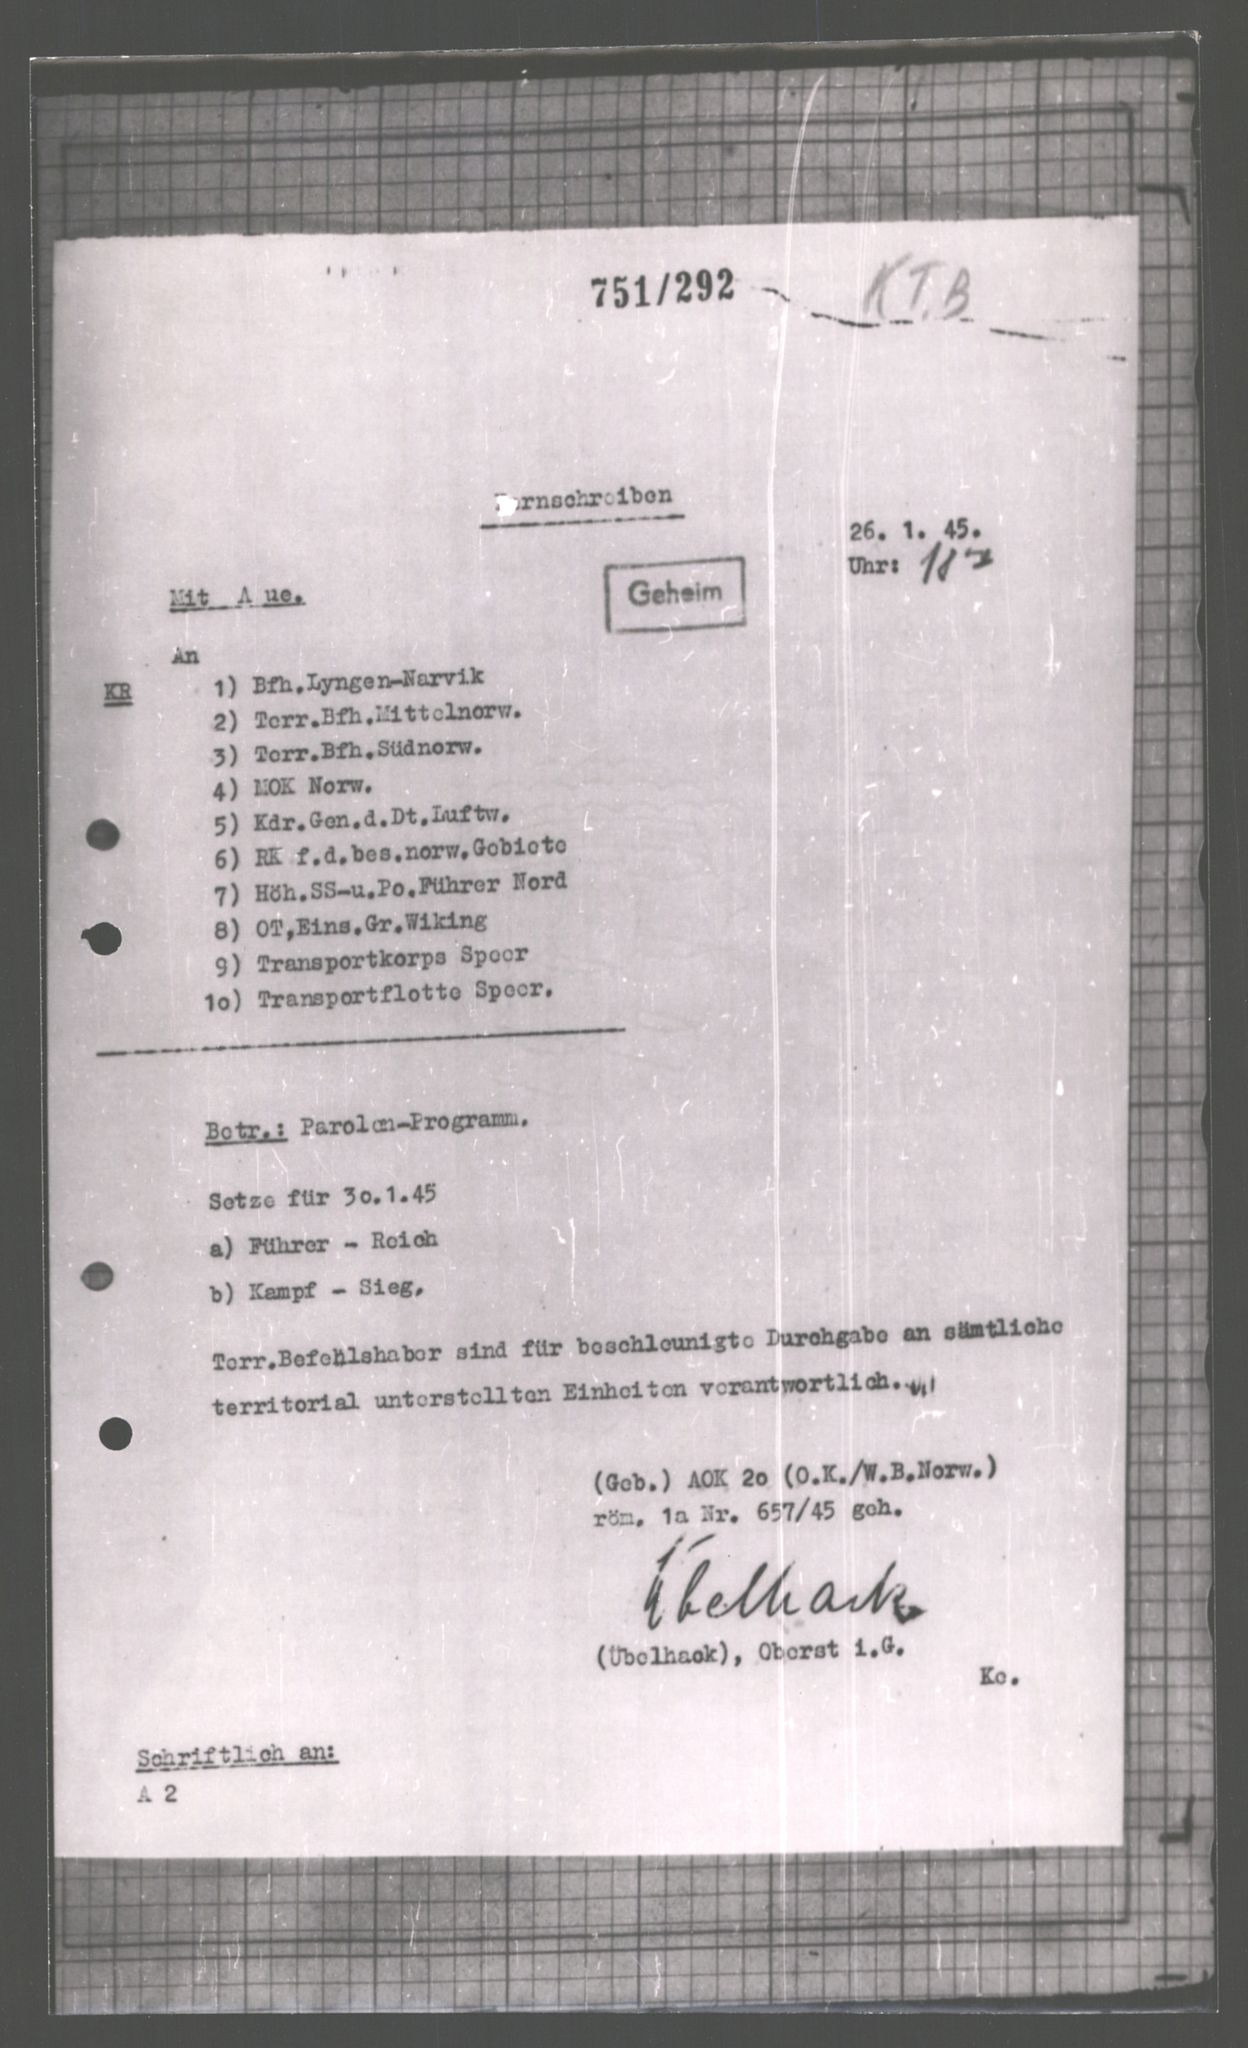 751/292
KTB
Fernschreiben
26. 1. 45.
Uhr: 18
Geheim
Mit A ue.
An
KR
1) Bfh.Lyngen-Narvik
2) Terr.Bfh.Mittelnorw.
3) Terr.Bfh.Südnorw.
4) MOK Norw.
5) Kdr.Gen.d.Dt.Luftw.
6) RK f.d.bes.norw.Gebiete
7) Höh.SS-u.Po.Führer Nord
8) OT,Eins.Gr.Wiking
9) Transportkorps Speer
1o) Transportflotte Speer.
Betr.: Parolen-Programm.
Setze für 3o.1.45
a) Führer - Reich
b) Kampf - Sieg.
Terr.Befehlshaber sind für beschleunigte Durchgabe an sämtliche
territorial unterstellten Einheiten verantwortlich.
(Geb.) AOK 2o (O.K./W.B.Norw.)
röm. 1a Nr. 657/45 geh.
Übelhack
(Übelhack), Oberst i.G.
Ke.
Schriftlich an:
A 2